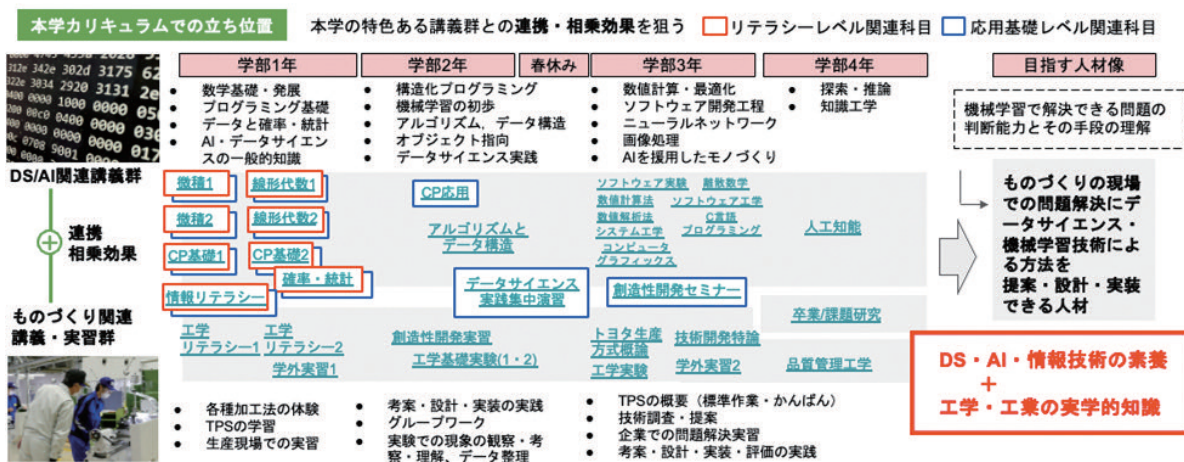 本学カリキュラムでの立ち位置
本学の特色ある講義群との連携・相乗効果を狙う
リテラシーレベル関連科目
応用基礎レベル関連科目
学部1年
学部2年
春休み
学部3年
学部4年
目指す人材像
• 数学基礎・発展
• プログラミング基礎
• データと確率・統計
• AI・データサイエン
スの一般的知識
• 構造化プログラミング
• 機械学習の初歩
• アルゴリズム，データ構造
• オブジェクト指向
• データサイエンス実践
• 数値計算・最適化
• ソフトウェア開発工程
• ニューラルネットワーク
• 画像処理
• AIを援用したモノづくり
• 探索・推論
• 知識工学
機械学習で解決できる問題の
判断能力とその手段の理解
DS/AI関連講義群
連携
相乗効果
ものづくり関連
講義・実習群
微積1
線形代数1
微積2
線形代数2
CP基礎1
CP基礎2
確率・統計
情報リテラシー
CP応用
アルゴリズムと
データ構造
データサイエンス
実践集中演習
ソフトウェア実験
離散数学
数値計算法
ソフトウェア工学
数値解析法
C言語
システム工学
プログラミング
コンピュータ
グラフィックス
創造性開発セミナー
人工知能
卒業/課題研究
ものづくりの現場
での問題解決にデ
ータサイエンス・
機械学習技術によ
る方法を
提案・設計・実装
できる人材
工学
リテラシー1
工学
リテラシー2
学外実習1
創造性開発実習
工学基礎実験(1・2)
トヨタ生産
方式概論
工学実験
技術開発特論
学外実習2
品質管理工学
DS・AI・情報技術の素養
＋
工学・工業の実学的知識
• 各種加工法の体験
• TPSの学習
• 生産現場での実習
• 考案・設計・実装の実践
• グループワーク
• 実験での現象の観察・考
察・理解、データ整理
• TPSの概要（標準作業・かんばん）
• 技術調査・提案
• 企業での問題解決実習
• 考案・設計・実装・評価の実践